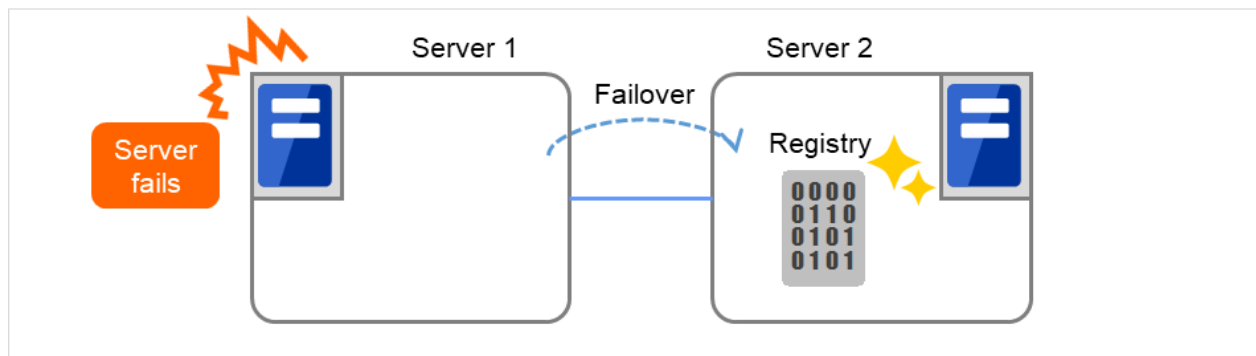 Server 1
Server 2
Failover
Server
fails
Registry
0000
0110
0101
0101